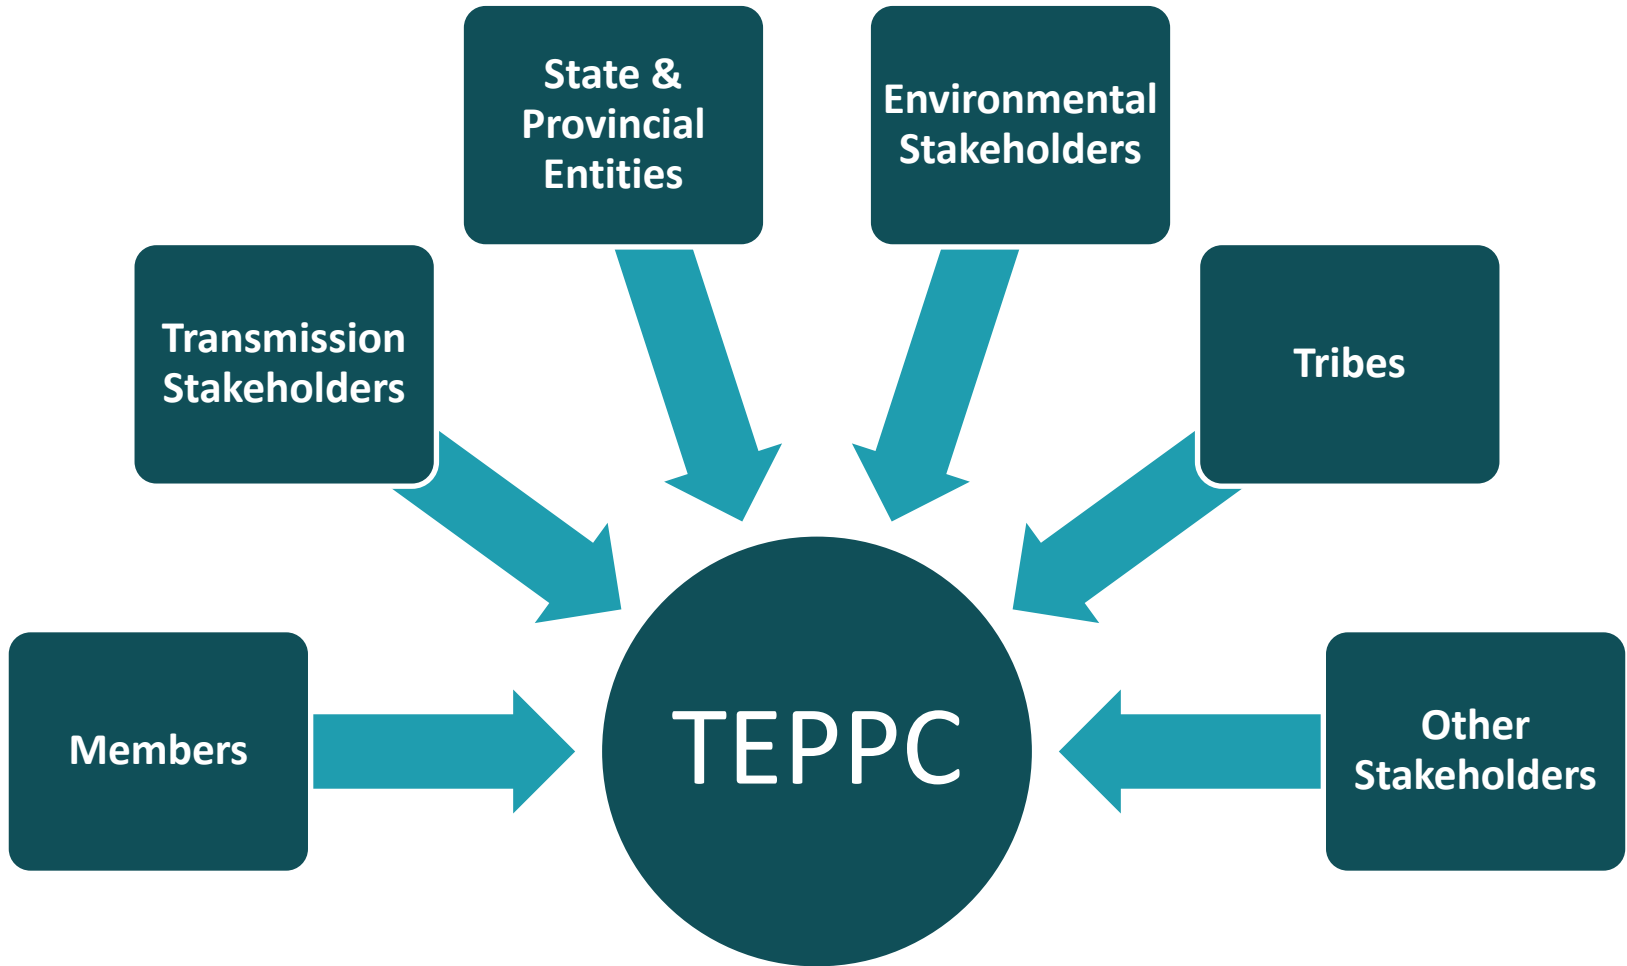 State &
Provincial
Entities
Environmental
Stakeholders
Transmission
Stakeholders
Tribes
Members
TEPPC
Other
Stakeholders